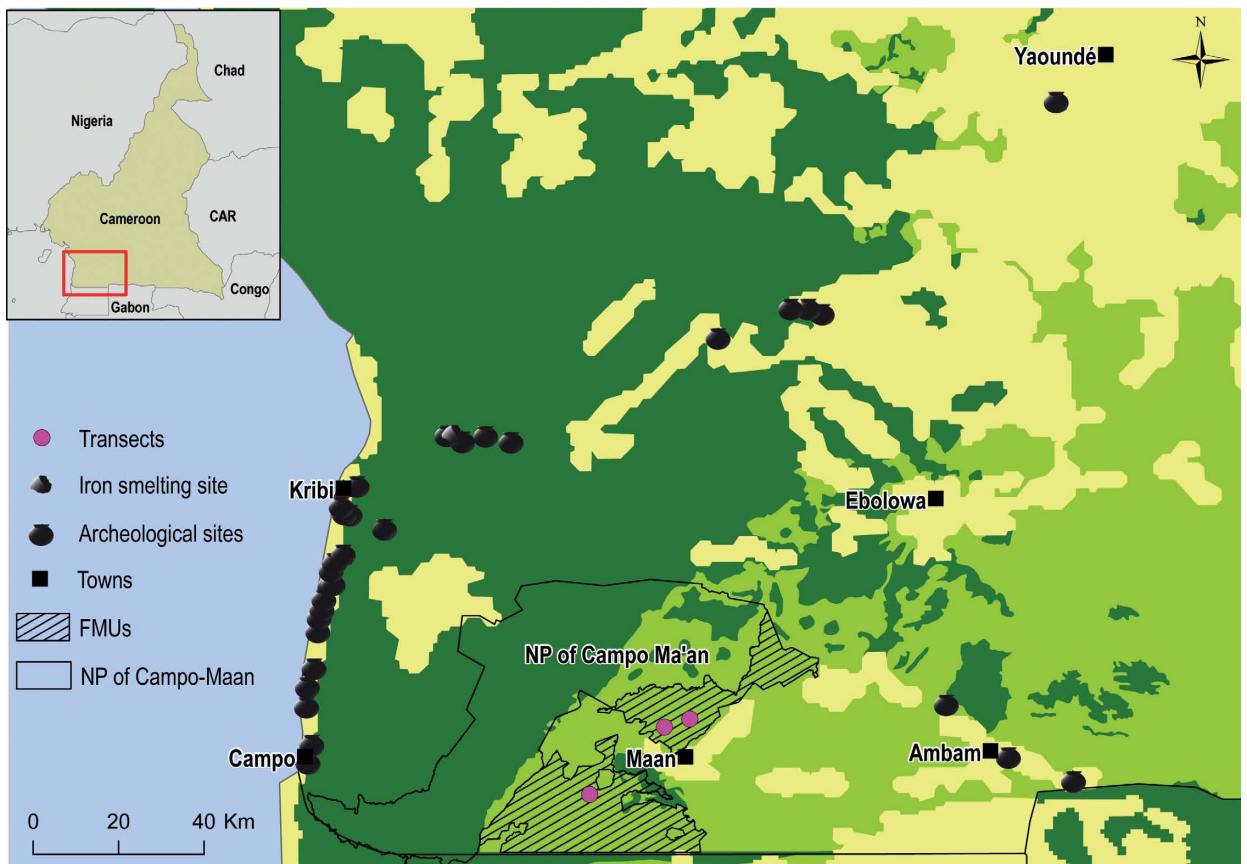 Chad
Nigeria
Cameroon
CAR
Congo
Gabon
N
Yaoundé
Transects
Iron smelting site
Archeological sites
Towns
FMUs
NP of Campo-Maan
Kribi
Ebolowa
NP of Campo Ma'an
Campo
Maan
Ambam
0 20 40 Km